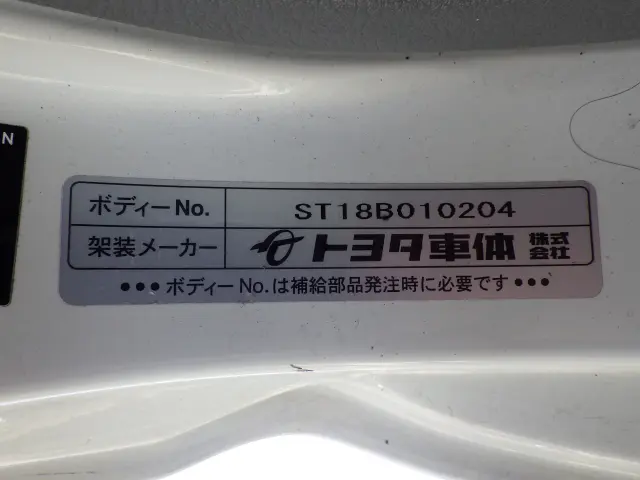 N
ボディーNo. ST18B010204
架装メーカー トヨタ車体 株式会社
●●●ボディーNo.は補給部品発注時に必要です●●●